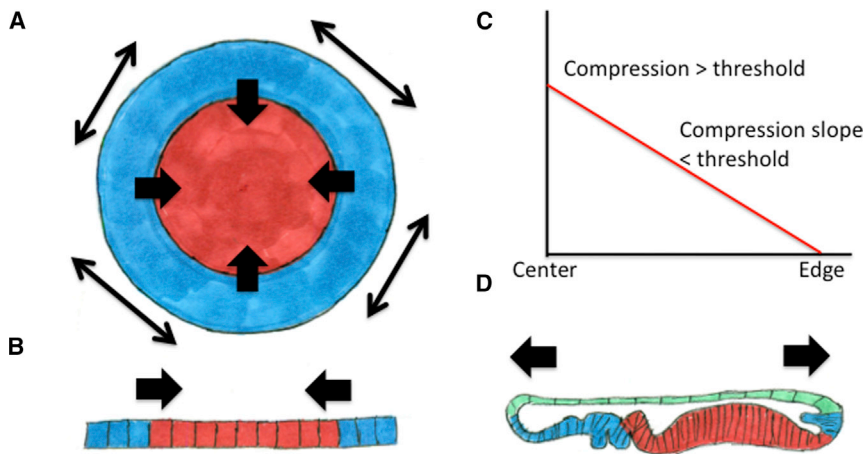 A
B
C
Compression > threshold
Compression slope
< threshold
Center
Edge
D